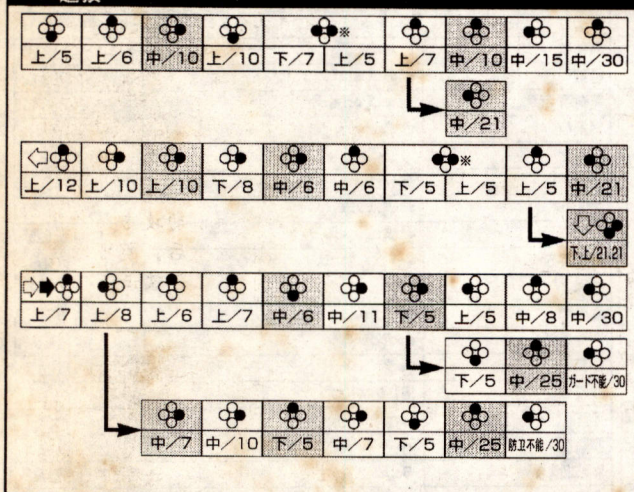 ※
上/5 上/6 中/10 上/10 下/7 上/5 上/7 中/10 中/15 中/30
中/21
※
上/12 上/10 上/10 下/8 中/6 中/6 下/5 上/5 上/5 中/21
下.上/21.21
上/7 上/8 上/6 上/7 中/6 中/11 下/5 上/5 中/8 中/30
下/5 中/25 ガード不能/30
中/7 中/10 下/5 中/7 下/5 中/25 防卫不能/30